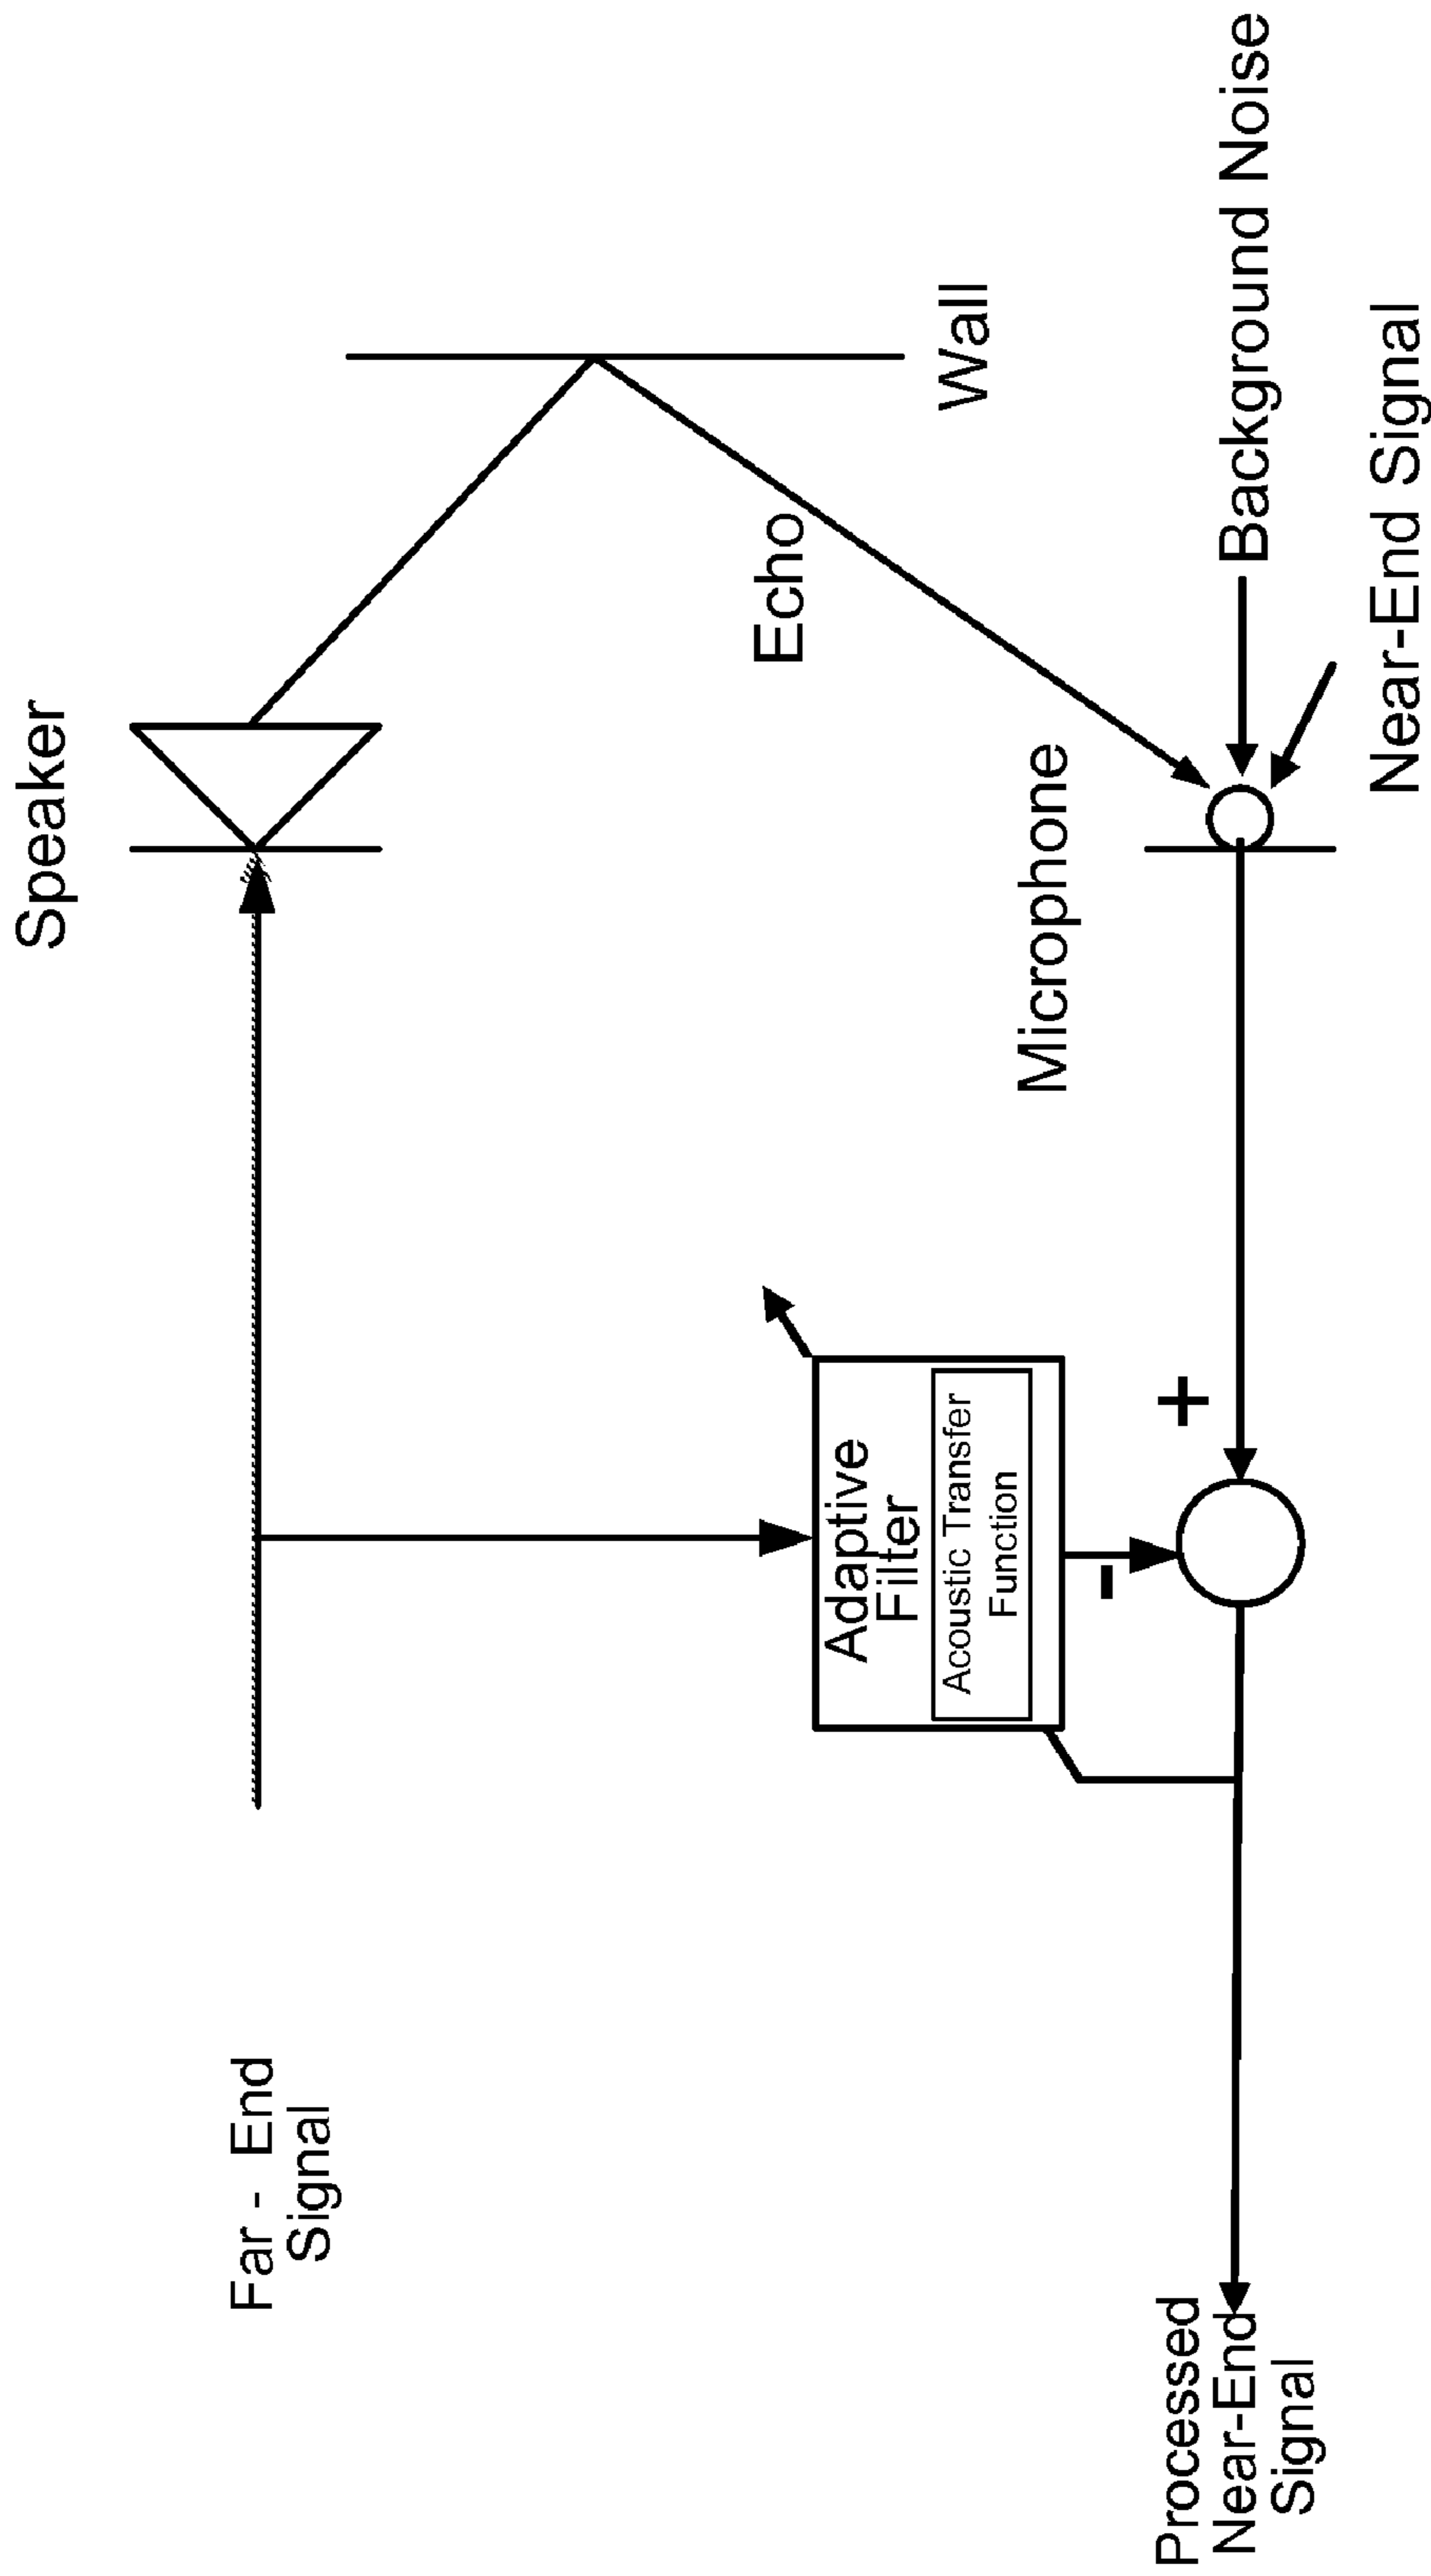 Speaker
Far - End
Signal
Echo
Wall
Adaptive
Filter
Acoustic Transfer
Function
Microphone
+
-
Background Noise
Near-End Signal
Processed
Near-End
Signal